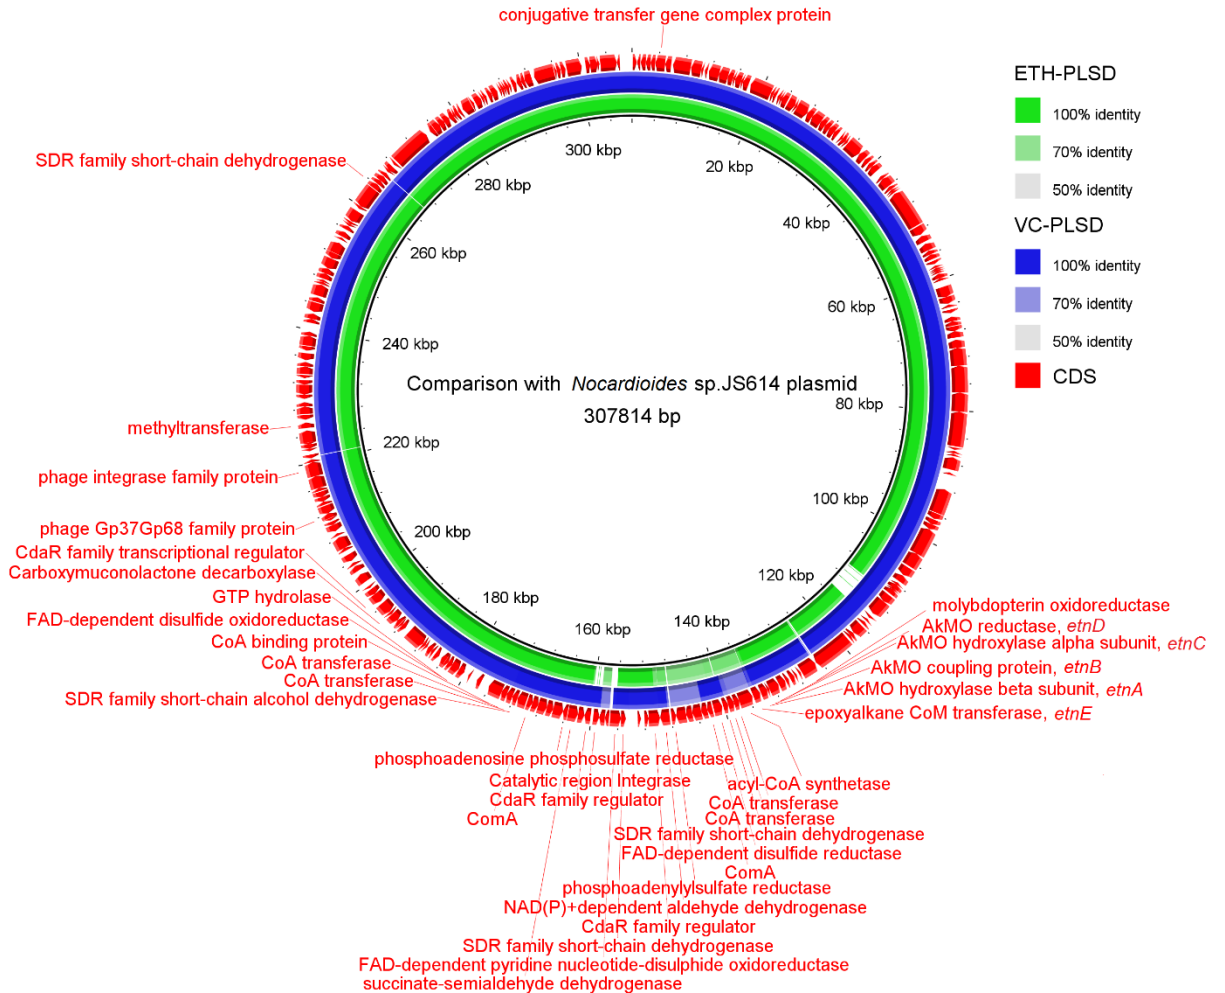 conjugative transfer gene complex protein
ETH-PLSD
100% identity
70% identity
50% identity
VC-PLSD
100% identity
70% identity
50% identity
CDS
SDR family short-chain dehydrogenase
300 kbp
20 kbp
280 kbp
40 kbp
260 kbp
60 kbp
240 kbp
Comparison with Nocardioides sp.JS614 plasmid
307814 bp
80 kbp
methyltransferase
220 kbp
phage integrase family protein
100 kbp
phage Gp37Gp68 family protein
200 kbp
CdaR family transcriptional regulator
Carboxymuconolactone decarboxylase
120 kbp
GTP hydrolase
180 kbp
FAD-dependent disulfide oxidoreductase
140 kbp
160 kbp
CoA binding protein
CoA transferase
CoA transferase
SDR family short-chain alcohol dehydrogenase
molybdopterin oxidoreductase
AkMO reductase, etnD
AkMO hydroxylase alpha subunit, etnC
AkMO coupling protein, etnB
AkMO hydroxylase beta subunit, etnA
epoxyalkane CoM transferase, etnE
phosphoadenosine phosphosulfate reductase
Catalytic region Integrase
CdaR family regulator
ComA
acyl-CoA synthetase
CoA transferase
CoA transferase
SDR family short-chain dehydrogenase
FAD-dependent disulfide reductase
ComA
phosphoadenylylsulfate reductase
NAD(P)+dependent aldehyde dehydrogenase
CdaR family regulator
SDR family short-chain dehydrogenase
FAD-dependent pyridine nucleotide-disulphide oxidoreductase
succinate-semialdehyde dehydrogenase